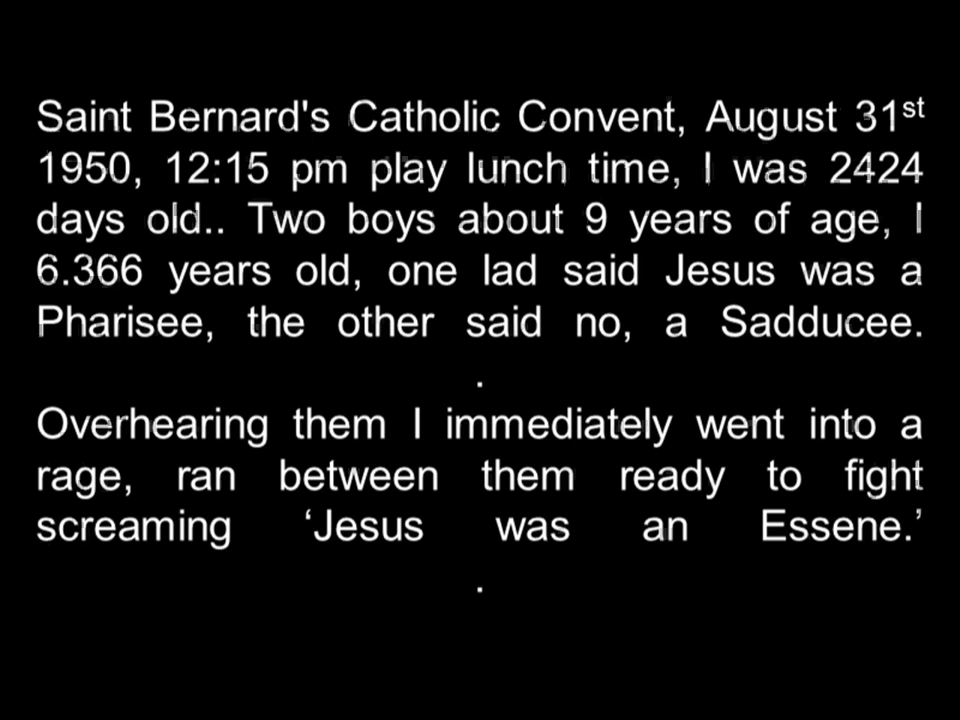 Saint Bernard's Catholic Convent, August 31st
1950, 12:15 pm play lunch time, I was 2424
days old.. Two boys about 9 years of age, I
6.366 years old, one lad said Jesus was a
Pharisee, the other said no, a Sadducee.
.
Overhearing them I immediately went into a
rage, ran between them ready to fight
screaming ‘Jesus was an Essene.’
.